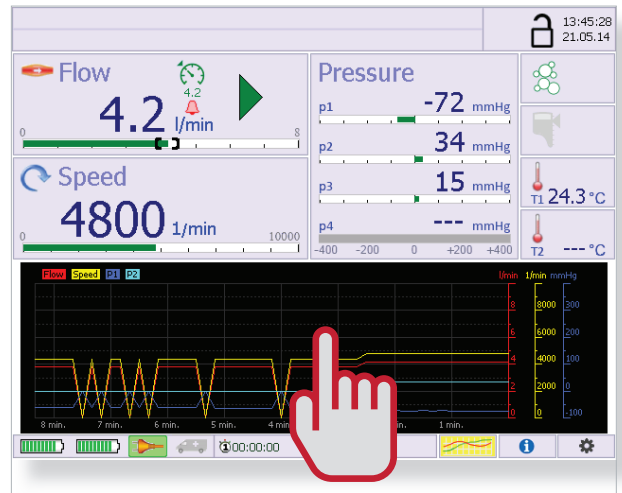 13:45:28
21.05.14
Flow
4.2
4.2 l/min
0 8
Speed
4800 1/min
0 10000
Pressure
p1 -72 mmHg
p2 34 mmHg
p3 15 mmHg
p4 --- mmHg
-400 -200 0 +200 +400
T1 24.3 °C
T2 --- °C
Flow Speed P1 P2
l/min 1/min mmHg
8 8000 300
6 6000 200
4 4000 100
2 2000 0
0 0 -100
8 min. 7 min. 6 min. 5 min. 4 min 1 min.
1 00:00:00
i